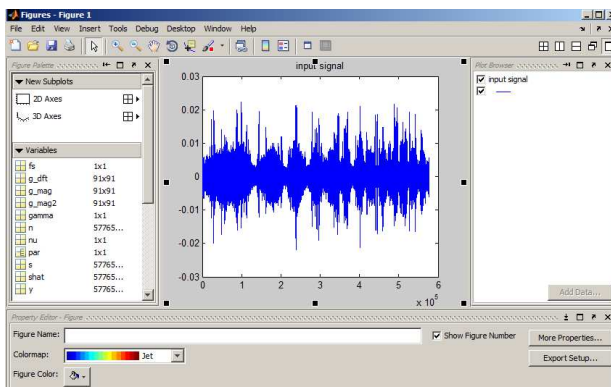 Figures - Figure 1
File Edit View Insert Tools Debug Desktop Window Help
Figure Palette
New Subplots
2D Axes
3D Axes
Variables
fs 1x1
g_dft 91x91
g_mag 91x91
g_mag2 91x91
gamma 1x1
n 57765...
nu 1x1
par 1x1
s 57765...
shat 57765...
y 57765...
input signal
0.03
0.02
0.01
0
-0.01
-0.02
-0.03
0 1 2 3 4 5 6
x 10^5
Plot Browser
input signal
Add Data...
Property Editor - Figure
Figure Name:
Show Figure Number
More Properties...
Colormap: Jet
Export Setup...
Figure Color: